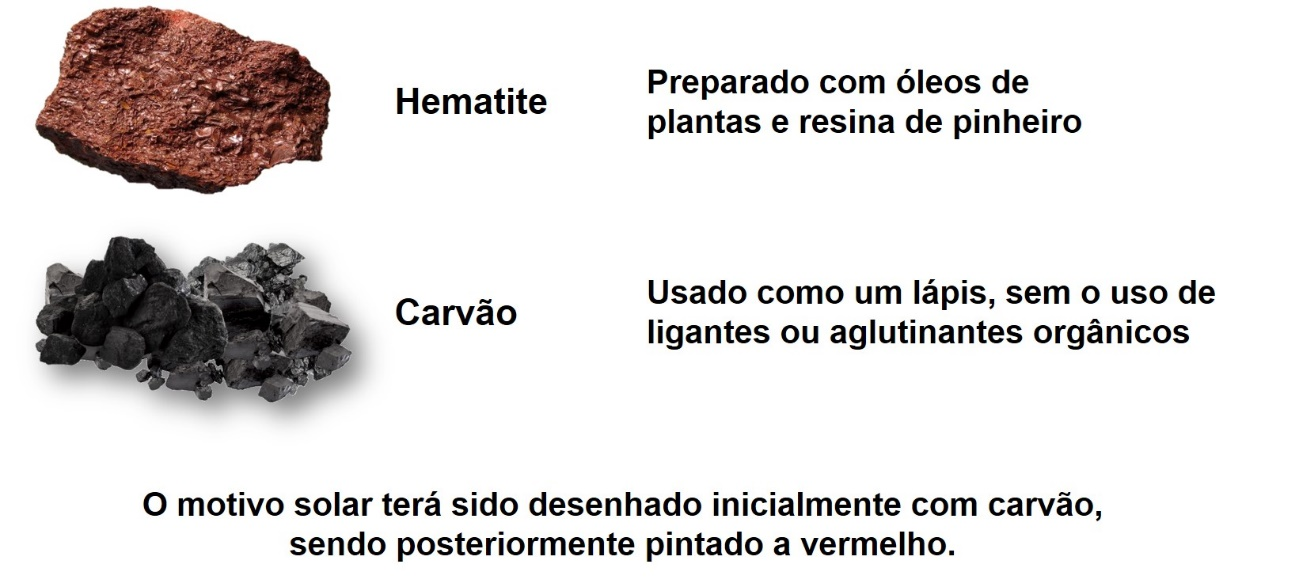 Hematite
Preparado com óleos de
plantas e resina de pinheiro
Carvão
Usado como um lápis, sem o uso de
ligantes ou aglutinantes orgânicos
O motivo solar terá sido desenhado inicialmente com carvão,
sendo posteriormente pintado a vermelho.